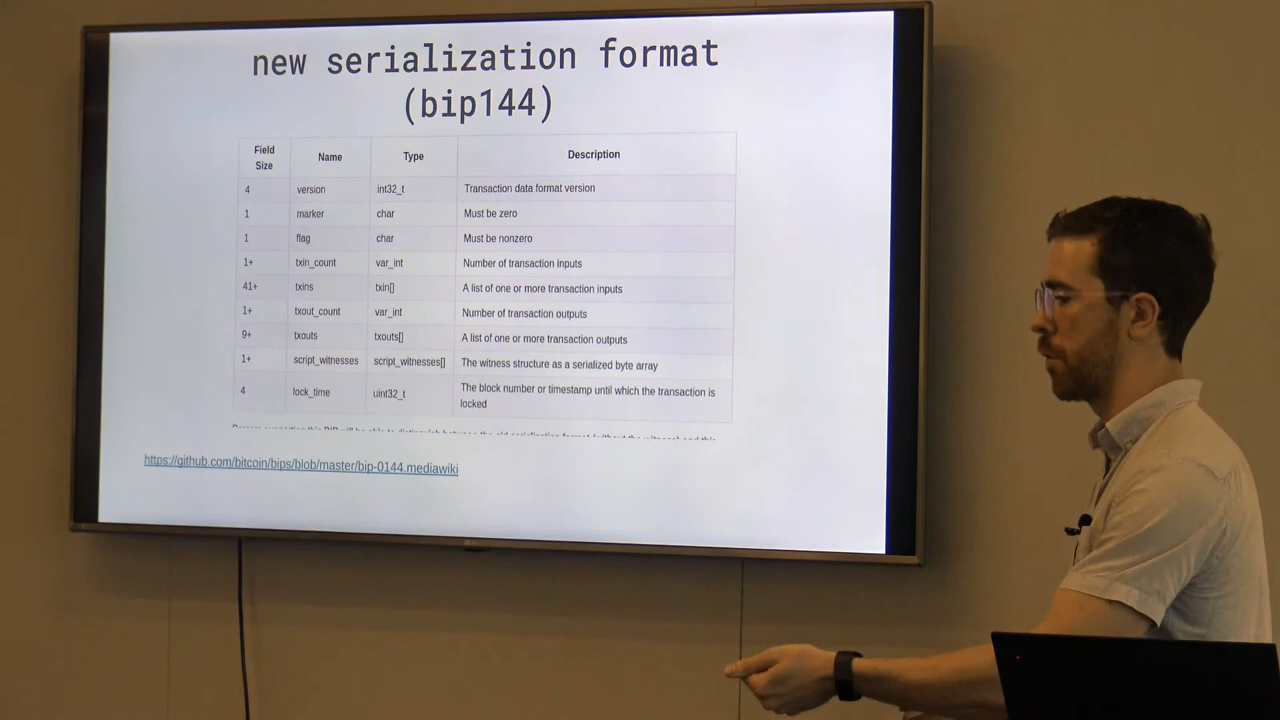 new serialization format
(bip144)
Field Size Name Type Description
4 version int32_t Transaction data format version
1 marker char Must be zero
1 flag char Must be nonzero
1+ txin_count var_int Number of transaction inputs
41+ txins txin[] A list of one or more transaction inputs
1+ txout_count var_int Number of transaction outputs
9+ txouts txouts[] A list of one or more transaction outputs
1+ script_witnesses script_witnesses[] The witness structure as a serialized byte array
4 lock_time uint32_t The block number or timestamp until which the transaction is
locked
https://github.com/bitcoin/bips/blob/master/bip-0144.mediawiki